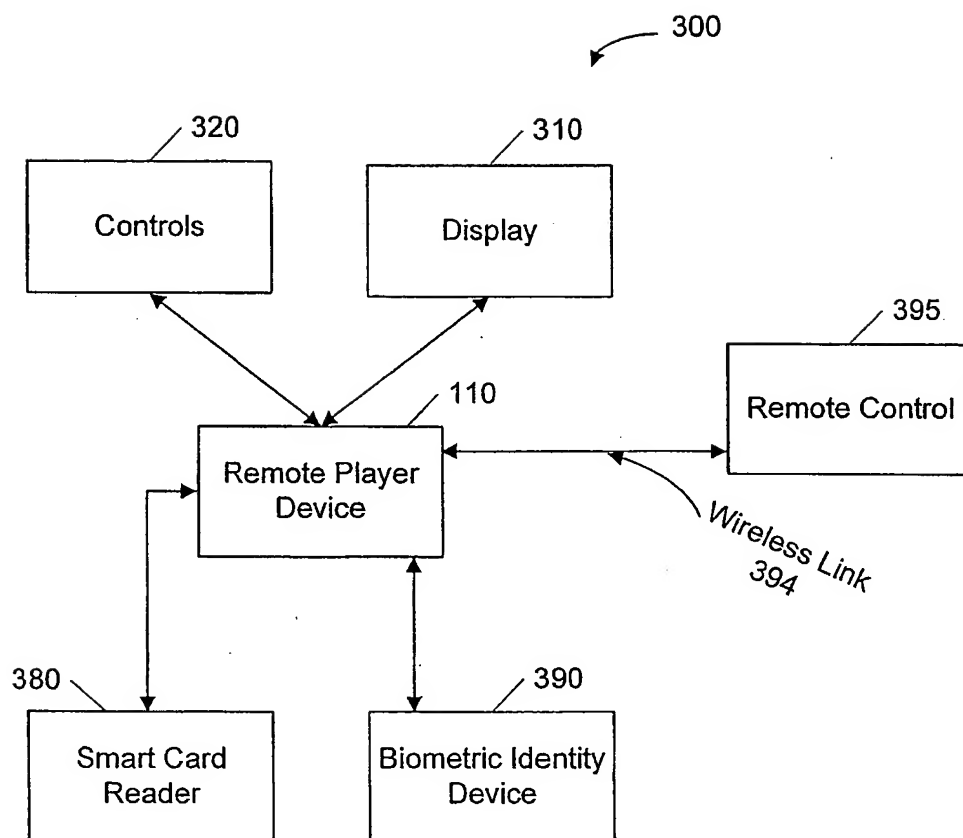 300
320
310
Controls
Display
395
110
Remote Control
Remote Player
Device
Wireless Link
394
380
390
Smart Card
Reader
Biometric Identity
Device